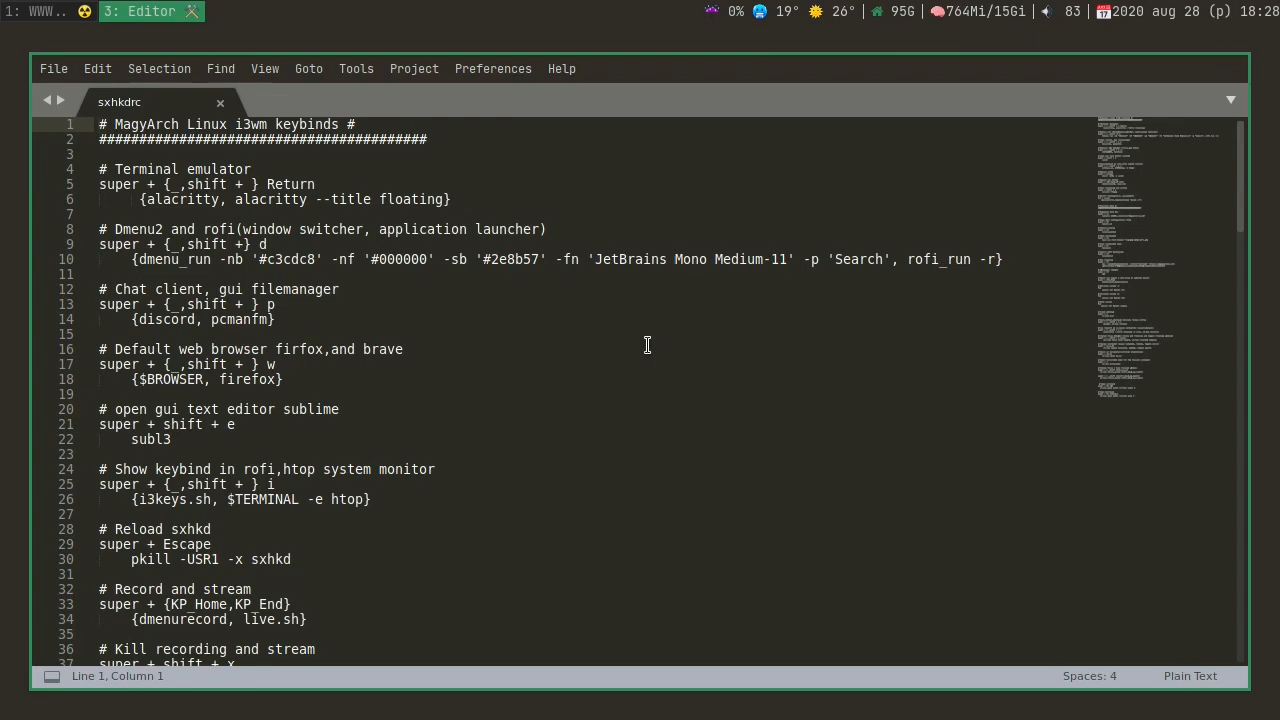 1: WWW.. ☢️ 3: Editor 🛠️ 0% 🥶 19° 🌞 26° 95G 🧠764Mi/15Gi 83 📅2020 aug 28 (p) 18:28
File Edit Selection Find View Goto Tools Project Preferences Help
sxhkdrc ×
1 # MagyArch Linux i3wm keybinds #
2 #########################################
3
4 # Terminal emulator
5 super + {_,shift + } Return
6 {alacritty, alacritty --title floating}
7
8 # Dmenu2 and rofi,window switcher, application launcher)
9 super + {_,shift +} d
10 {dmenu_run -nb '#c3cdc8' -nf '#000000' -sb '#2e8b57' -fn 'JetBrains Mono Medium-11' -p 'Search', rofi_run -r}
11
12 # Chat client, gui filemanager
13 super + {_,shift + } p
14 {discord, pcmanfm}
15
16 # Default web browser firfox,and brave
17 super + {_,shift + } w
18 {$BROWSER, firefox}
19
20 # open gui text editor sublime
21 super + shift + e
22 subl3
23
24 # Show keybind in rofi,htop system monitor
25 super + {_,shift + } i
26 {i3keys.sh, $TERMINAL -e htop}
27
28 # Reload sxhkd
29 super + Escape
30 pkill -USR1 -x sxhkd
31
32 # Record and stream
33 super + {KP_Home,KP_End}
34 {dmenurecord, live.sh}
35
36 # Kill recording and stream
37 super + shift + x
Line 1, Column 1 Spaces: 4 Plain Text